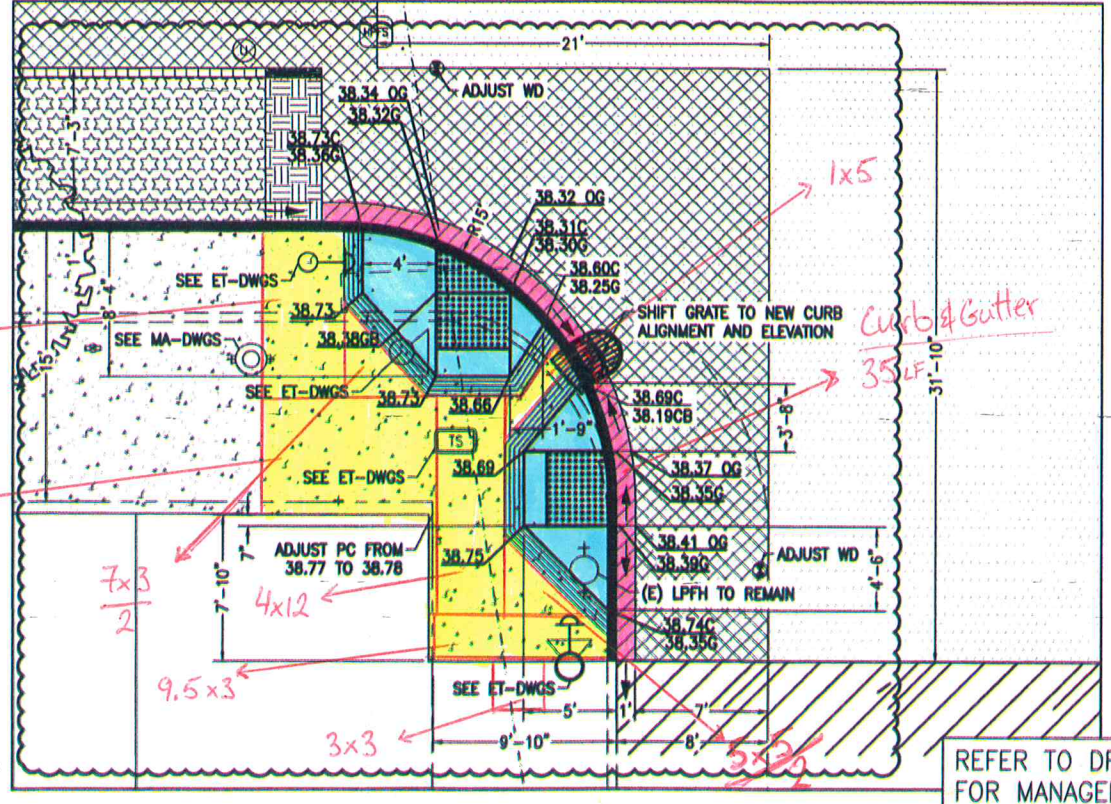 21'
U
ADJUST WD
38.34 OG
38.32G
38.73C
38.36G
7'-3"
R15'
1x5
38.32 OG
38.31C
38.30G
38.60C
38.25G
4'
SEE ET-DWGS
1'
8'-4"
15'
38.73
38.38GB
SEE MA-DWGS
SEE ET-DWGS
SHIFT GRATE TO NEW CURB
ALIGNMENT AND ELEVATION
Curb & Gutter
35 LF
31'-10"
38.73
38.66
38.69C
38.19CB
1'-9"
3'-8"
TS
38.69
SEE ET-DWGS
38.37 OG
38.35G
7"
ADJUST PC FROM
38.77 TO 38.78
38.75
38.41 OG
38.39G
ADJUST WD
4'-6"
7x3
2
4x12
7'-10"
(E) LPFH TO REMAIN
38.74C
38.35G
9.5x3
SEE ET-DWGS
5'
1'
7'
3x3
9'-10"
8'
REFER TO
FOR